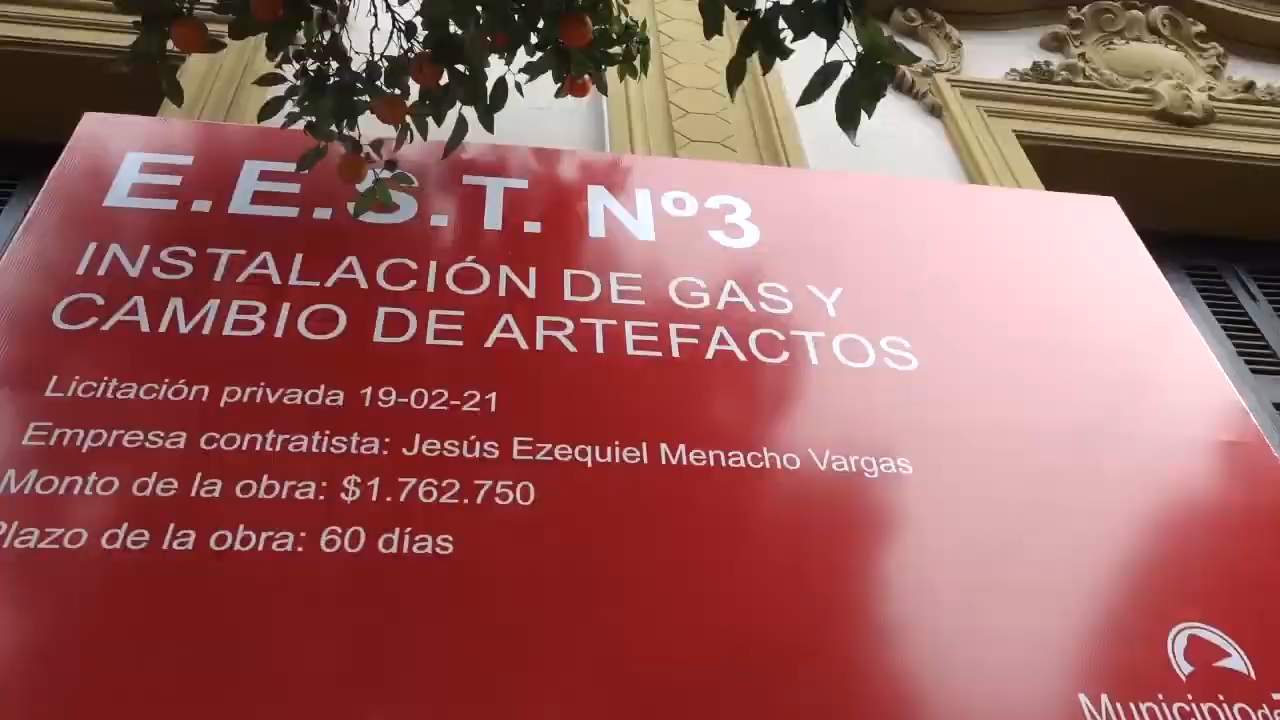 E.E.S.T. Nº3
INSTALACIÓN DE GAS Y
CAMBIO DE ARTEFACTOS
Licitación privada 19-02-21
Empresa contratista: Jesús Ezequiel Menacho Vargas
Monto de la obra: $1.762.750
Plazo de la obra: 60 días
Municipio de